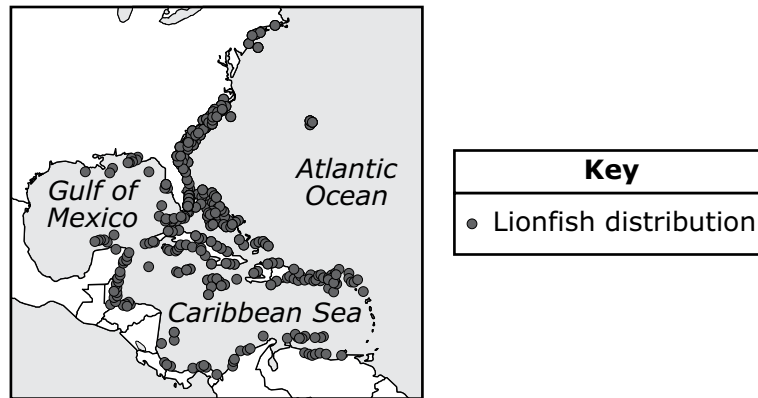 Atlantic
Ocean
Gulf of
Mexico
Caribbean Sea
Key
Lionfish distribution